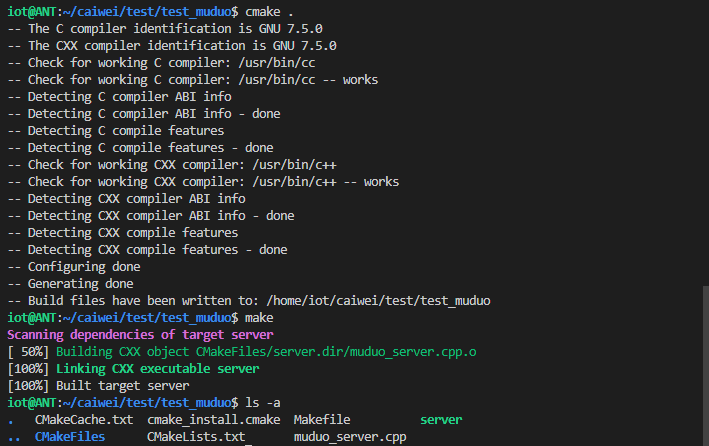 iot@ANT:~/caiwei/test/test_muduo$ cmake .
-- The C compiler identification is GNU 7.5.0
-- The CXX compiler identification is GNU 7.5.0
-- Check for working C compiler: /usr/bin/cc
-- Check for working C compiler: /usr/bin/cc -- works
-- Detecting C compiler ABI info
-- Detecting C compiler ABI info - done
-- Detecting C compile features
-- Detecting C compile features - done
-- Check for working CXX compiler: /usr/bin/c++
-- Check for working CXX compiler: /usr/bin/c++ -- works
-- Detecting CXX compiler ABI info
-- Detecting CXX compiler ABI info - done
-- Detecting CXX compile features
-- Detecting CXX compile features - done
-- Configuring done
-- Generating done
-- Build files have been written to: /home/iot/caiwei/test/test_muduo
iot@ANT:~/caiwei/test/test_muduo$ make
Scanning dependencies of target server
[ 50%] Building CXX object CMakeFiles/server.dir/muduo_server.cpp.o
[100%] Linking CXX executable server
[100%] Built target server
iot@ANT:~/caiwei/test/test_muduo$ ls -a
.   CMakeCache.txt  cmake_install.cmake  Makefile          server
..  CMakeFiles      CMakeLists.txt       muduo_server.cpp